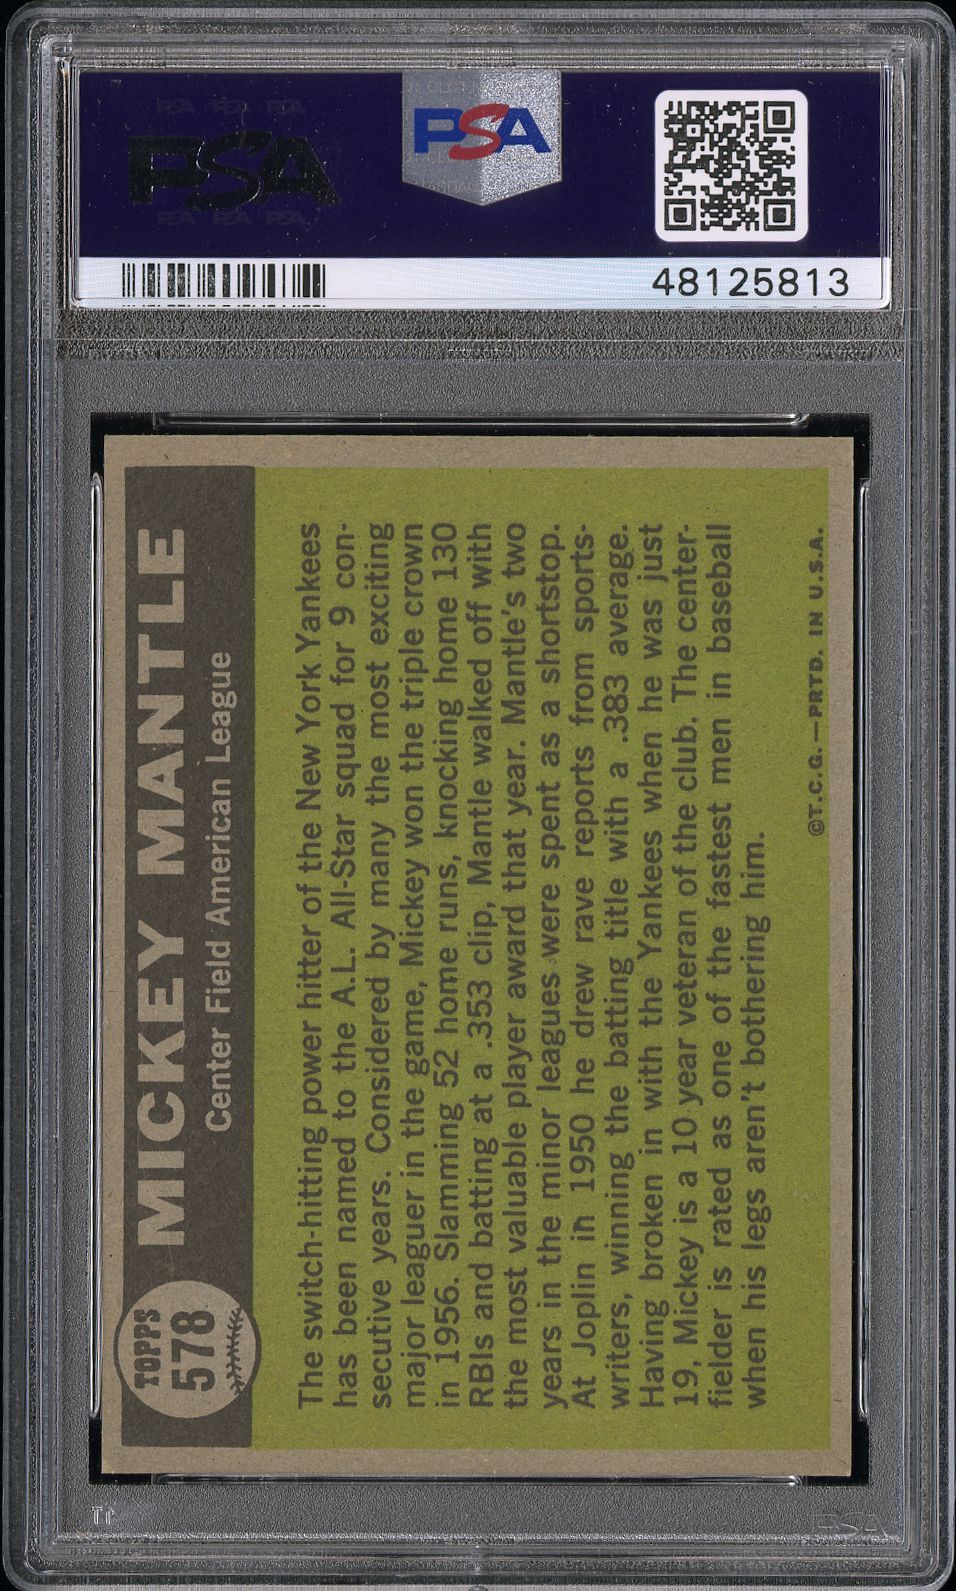 PSA
PSA
48125813
TOPPS
578
MICKEY MANTLE
Center Field American League
The switch-hitting power hitter of the New York Yankees
has been named to the A.L. All-Star squad for 9 con-
secutive years. Considered by many the most exciting
major leaguer in the game, Mickey won the triple crown
in 1956. Slamming 52 home runs, knocking home 130
RBIs and batting at a .353 clip, Mantle walked off with
the most valuable player award that year. Mantle's two
years in the minor leagues were spent as a shortstop.
At Joplin in 1950 he drew rave reports from sports-
writers, winning the batting title with a .383 average.
Having broken in with the Yankees when he was just
19, Mickey is a 10 year veteran of the club. The center-
fielder is rated as one of the fastest men in baseball
when his legs aren't bothering him.
©T.C.G.—PRTD. IN U.S.A.